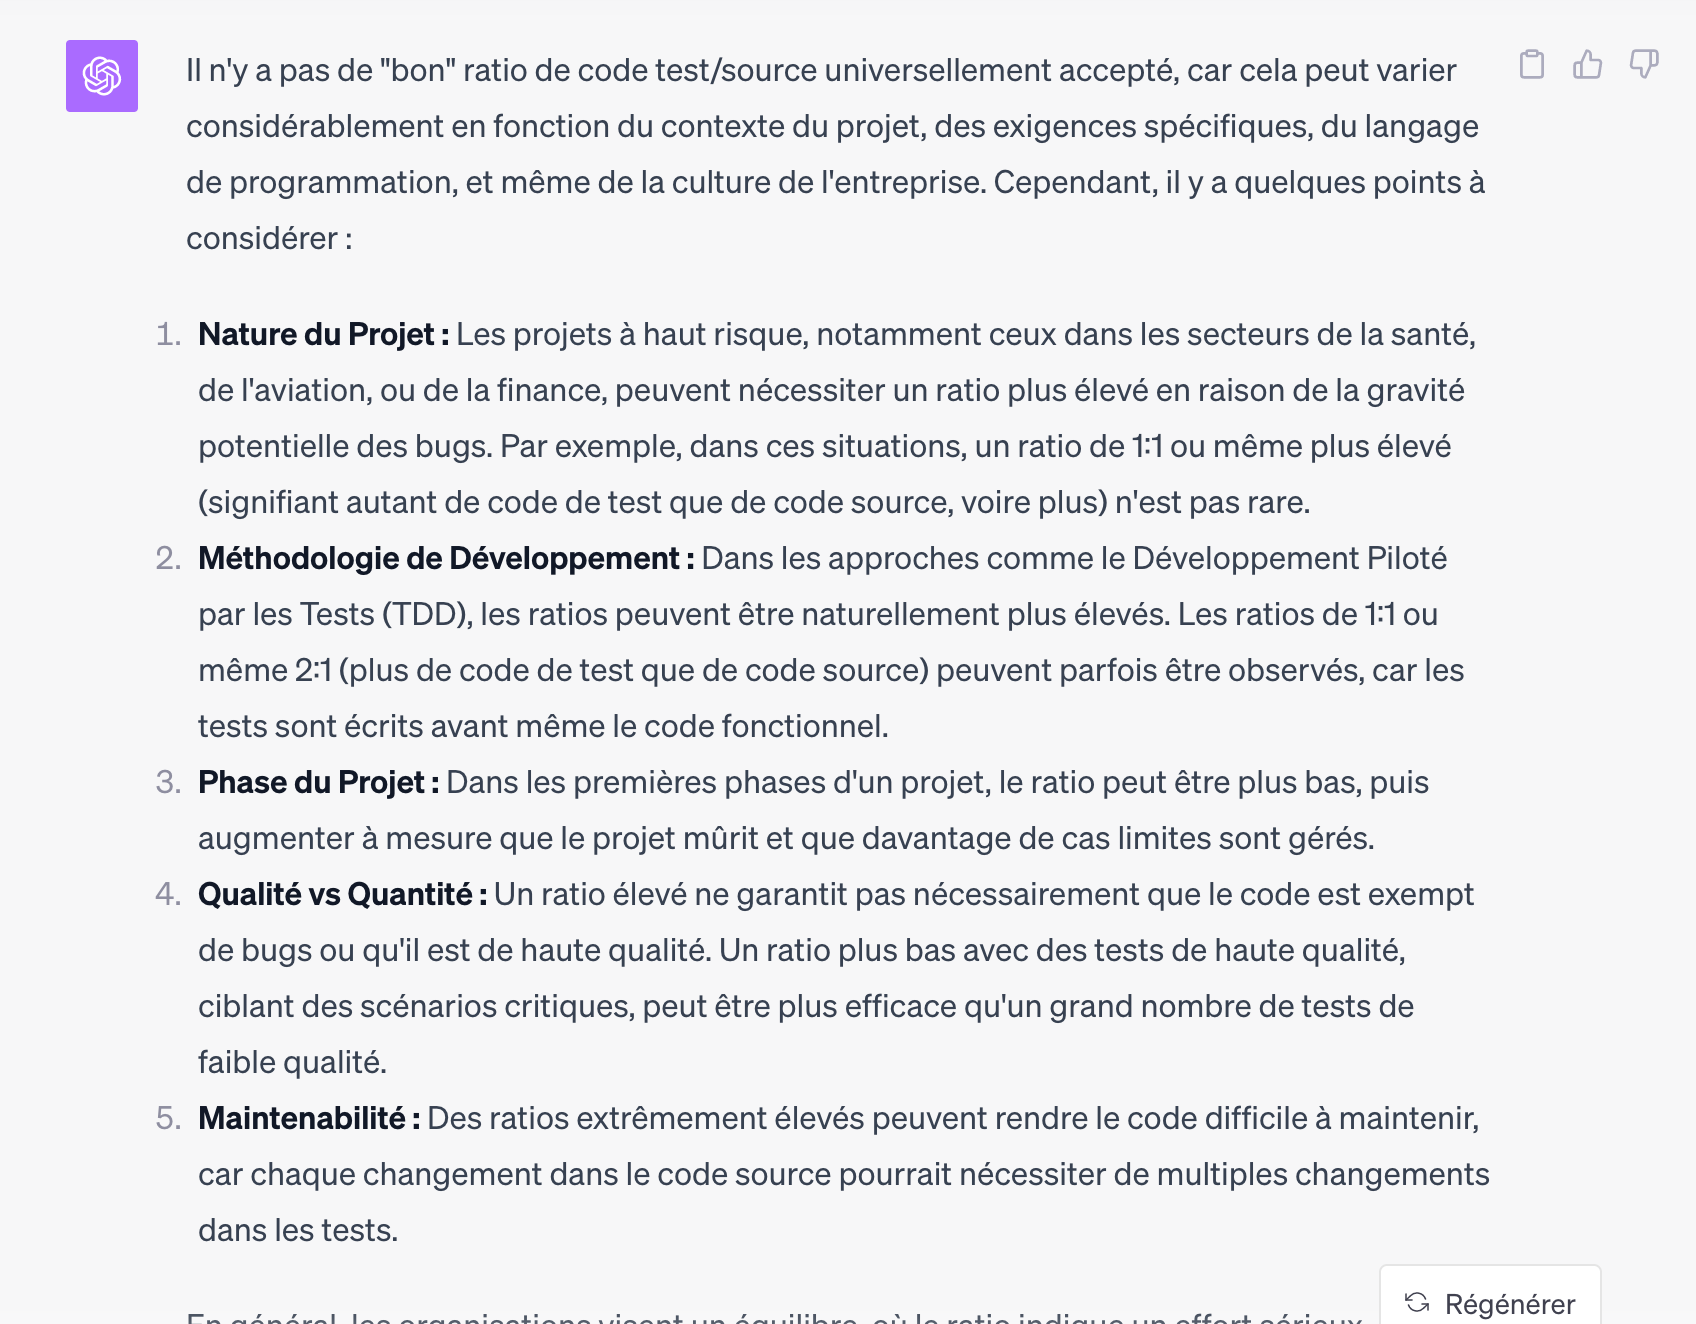 Il n'y a pas de "bon" ratio de code test/source universellement accepté, car cela peut varier
considérablement en fonction du contexte du projet, des exigences spécifiques, du langage
de programmation, et même de la culture de l'entreprise. Cependant, il y a quelques points à
considérer :
1. Nature du Projet : Les projets à haut risque, notamment ceux dans les secteurs de la santé,
de l'aviation, ou de la finance, peuvent nécessiter un ratio plus élevé en raison de la gravité
potentielle des bugs. Par exemple, dans ces situations, un ratio de 1:1 ou même plus élevé
(signifiant autant de code de test que de code source, voire plus) n'est pas rare.
2. Méthodologie de Développement : Dans les approches comme le Développement Piloté
par les Tests (TDD), les ratios peuvent être naturellement plus élevés. Les ratios de 1:1 ou
même 2:1 (plus de code de test que de code source) peuvent parfois être observés, car les
tests sont écrits avant même le code fonctionnel.
3. Phase du Projet : Dans les premières phases d'un projet, le ratio peut être plus bas, puis
augmenter à mesure que le projet mûrit et que davantage de cas limites sont gérés.
4. Qualité vs Quantité : Un ratio élevé ne garantit pas nécessairement que le code est exempt
de bugs ou qu'il est de haute qualité. Un ratio plus bas avec des tests de haute qualité,
ciblant des scénarios critiques, peut être plus efficace qu'un grand nombre de tests de
faible qualité.
5. Maintenabilité : Des ratios extrêmement élevés peuvent rendre le code difficile à maintenir,
car chaque changement dans le code source pourrait nécessiter de multiples changements
dans les tests.
Régénérer
En général, les organisations visent un équilibre, où le ratio indique un effort sérieux